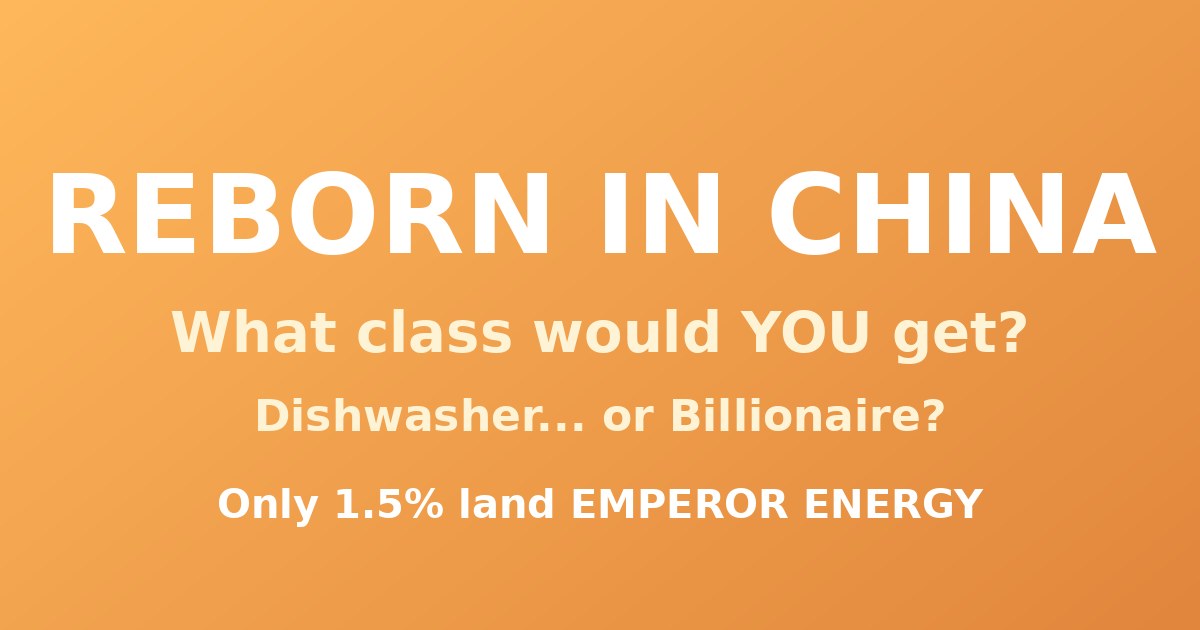 REBORN IN CHINA
What class would YOU get?
Dishwasher... or Billionaire?
Only 1.5% land EMPEROR ENERGY